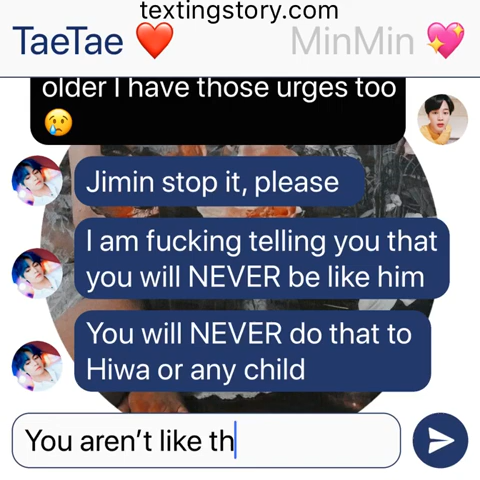 textingstory.com
TaeTae ❤️ MinMin 💖
older I have those urges too
😢
Jimin stop it, please
I am fucking telling you that
you will NEVER be like him
You will NEVER do that to
Hiwa or any child
You aren't like th